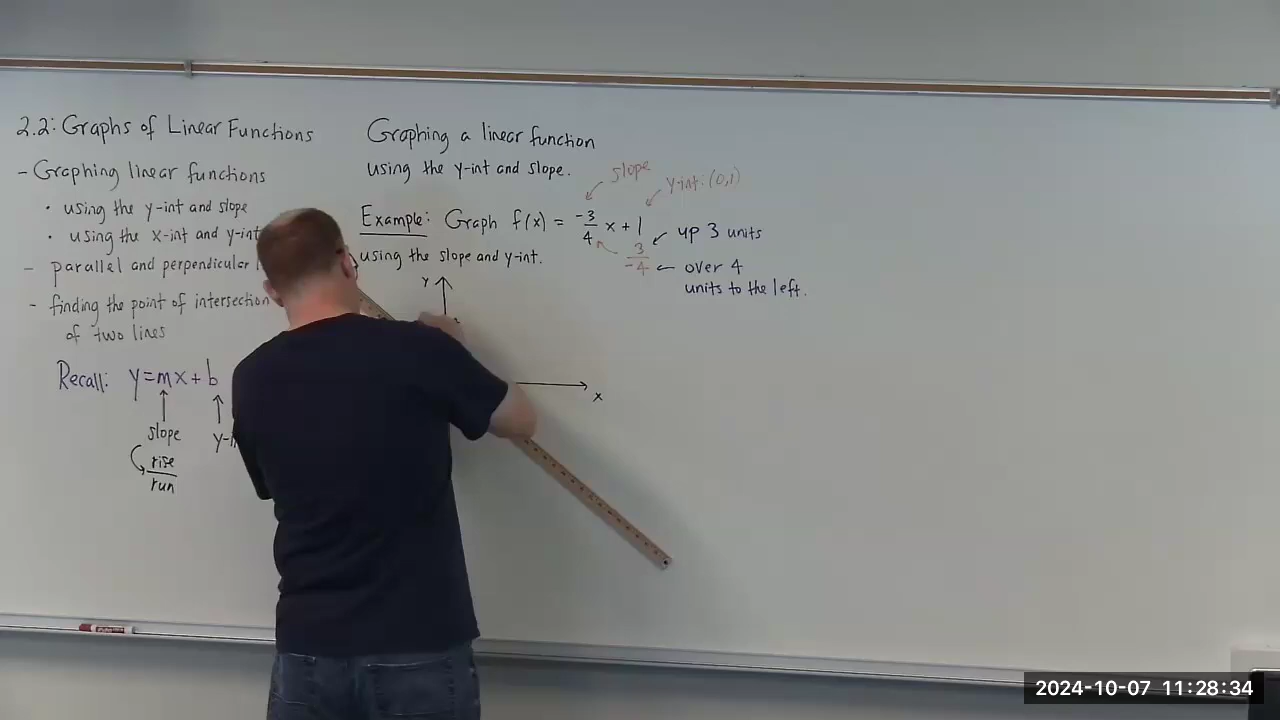 2.2: Graphs of Linear Functions
- Graphing linear functions
• using the y-int and slope
• using the x-int and y-int
- parallel and perpendicular
- finding the point of intersection
of two lines
Recall: y=mx+b
slope
rise
run
Graphing a linear function
using the y-int and slope.
slope
y-int: (0,1)
Example: Graph f(x) = -3/4 x + 1
using the slope and y-int.
3
-4
up 3 units
over 4
units to the left.
y
x
2024-10-07 11:28:34